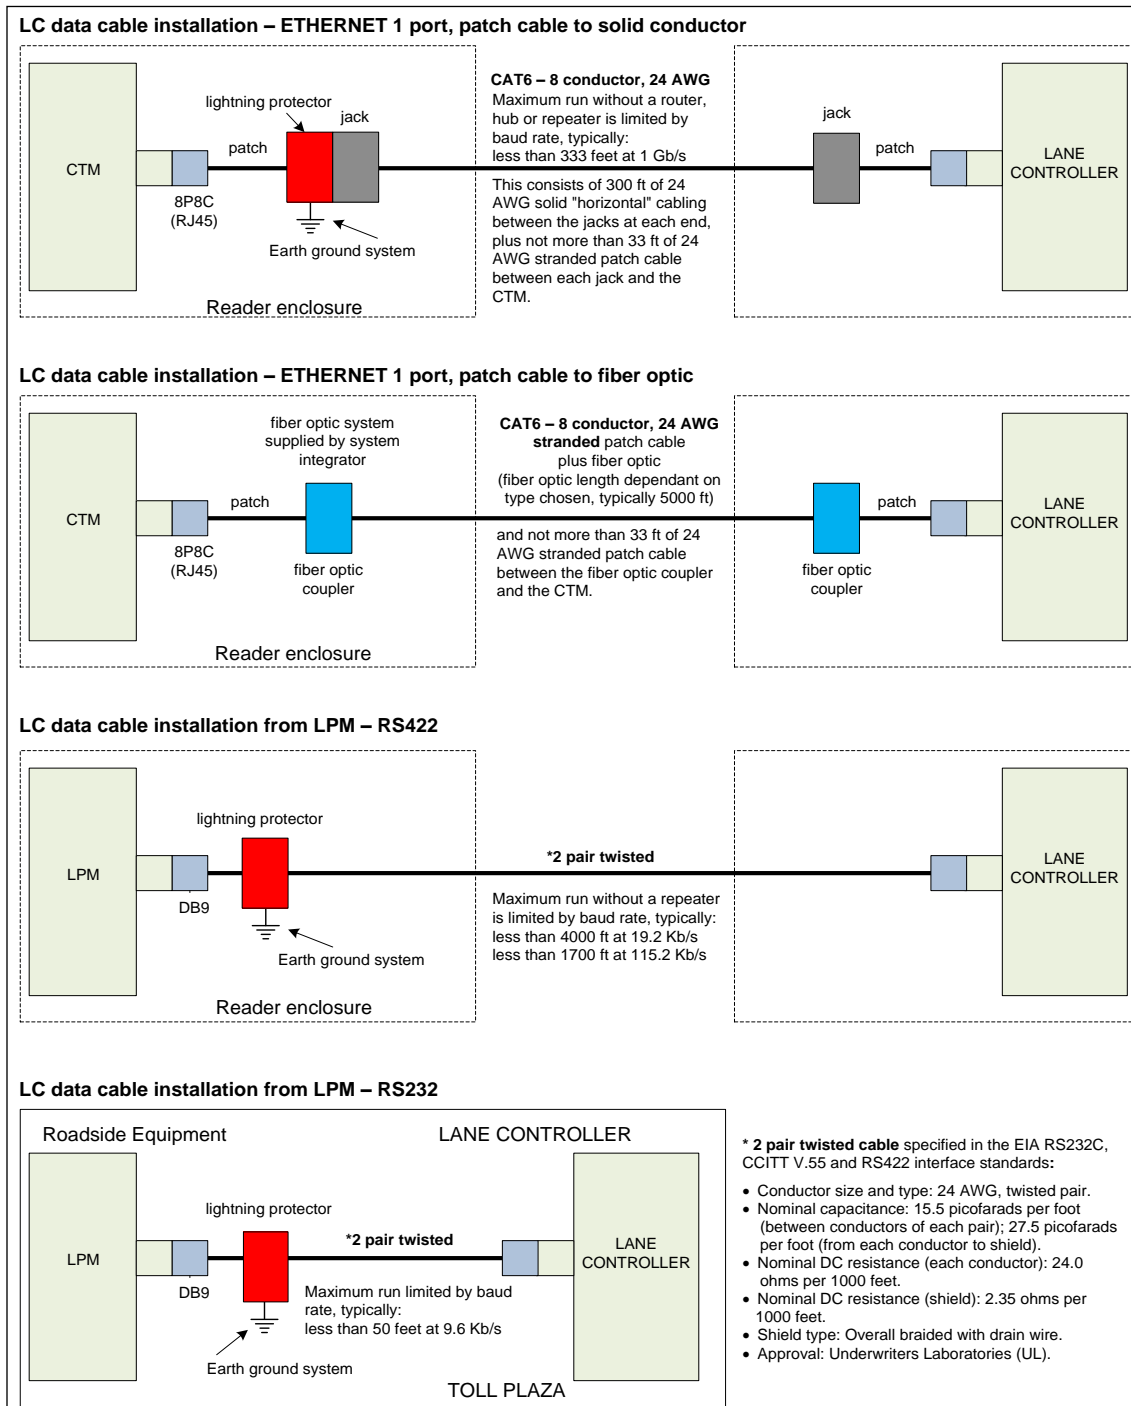 LC data cable installation – ETHERNET 1 port, patch cable to solid conductor
CTM
8P8C
(RJ45)
patch
lightning protector
jack
Earth ground system
Reader enclosure
CAT6 – 8 conductor, 24 AWG
Maximum run without a router,
hub or repeater is limited by
baud rate, typically:
less than 333 feet at 1 Gb/s
This consists of 300 ft of 24
AWG solid "horizontal" cabling
between the jacks at each end,
plus not more than 33 ft of 24
AWG stranded patch cable
between each jack and the
CTM.
jack
patch
LANE
CONTROLLER
LC data cable installation – ETHERNET 1 port, patch cable to fiber optic
CTM
8P8C
(RJ45)
patch
fiber optic system
supplied by system
integrator
fiber optic
coupler
Reader enclosure
CAT6 – 8 conductor, 24 AWG
stranded patch cable
plus fiber optic
(fiber optic length dependant on
type chosen, typically 5000 ft)
and not more than 33 ft of 24
AWG stranded patch cable
between the fiber optic coupler
and the CTM.
fiber optic
coupler
patch
LANE
CONTROLLER
LC data cable installation from LPM – RS422
LPM
DB9
lightning protector
Earth ground system
Reader enclosure
*2 pair twisted
Maximum run without a repeater
is limited by baud rate, typically:
less than 4000 ft at 19.2 Kb/s
less than 1700 ft at 115.2 Kb/s
LANE
CONTROLLER
LC data cable installation from LPM – RS232
Roadside Equipment
LANE CONTROLLER
LPM
DB9
lightning protector
*2 pair twisted
Maximum run limited by baud
rate, typically:
less than 50 feet at 9.6 Kb/s
Earth ground system
LANE
CONTROLLER
TOLL PLAZA
* 2 pair twisted cable specified in the EIA RS232C,
CCITT V.55 and RS422 interface standards:
• Conductor size and type: 24 AWG, twisted pair.
• Nominal capacitance: 15.5 picofarads per foot
(between conductors of each pair); 27.5 picofarads
per foot (from each conductor to shield).
• Nominal DC resistance (each conductor): 24.0
ohms per 1000 feet.
• Nominal DC resistance (shield): 2.35 ohms per
1000 feet.
• Shield type: Overall braided with drain wire.
• Approval: Underwriters Laboratories (UL).